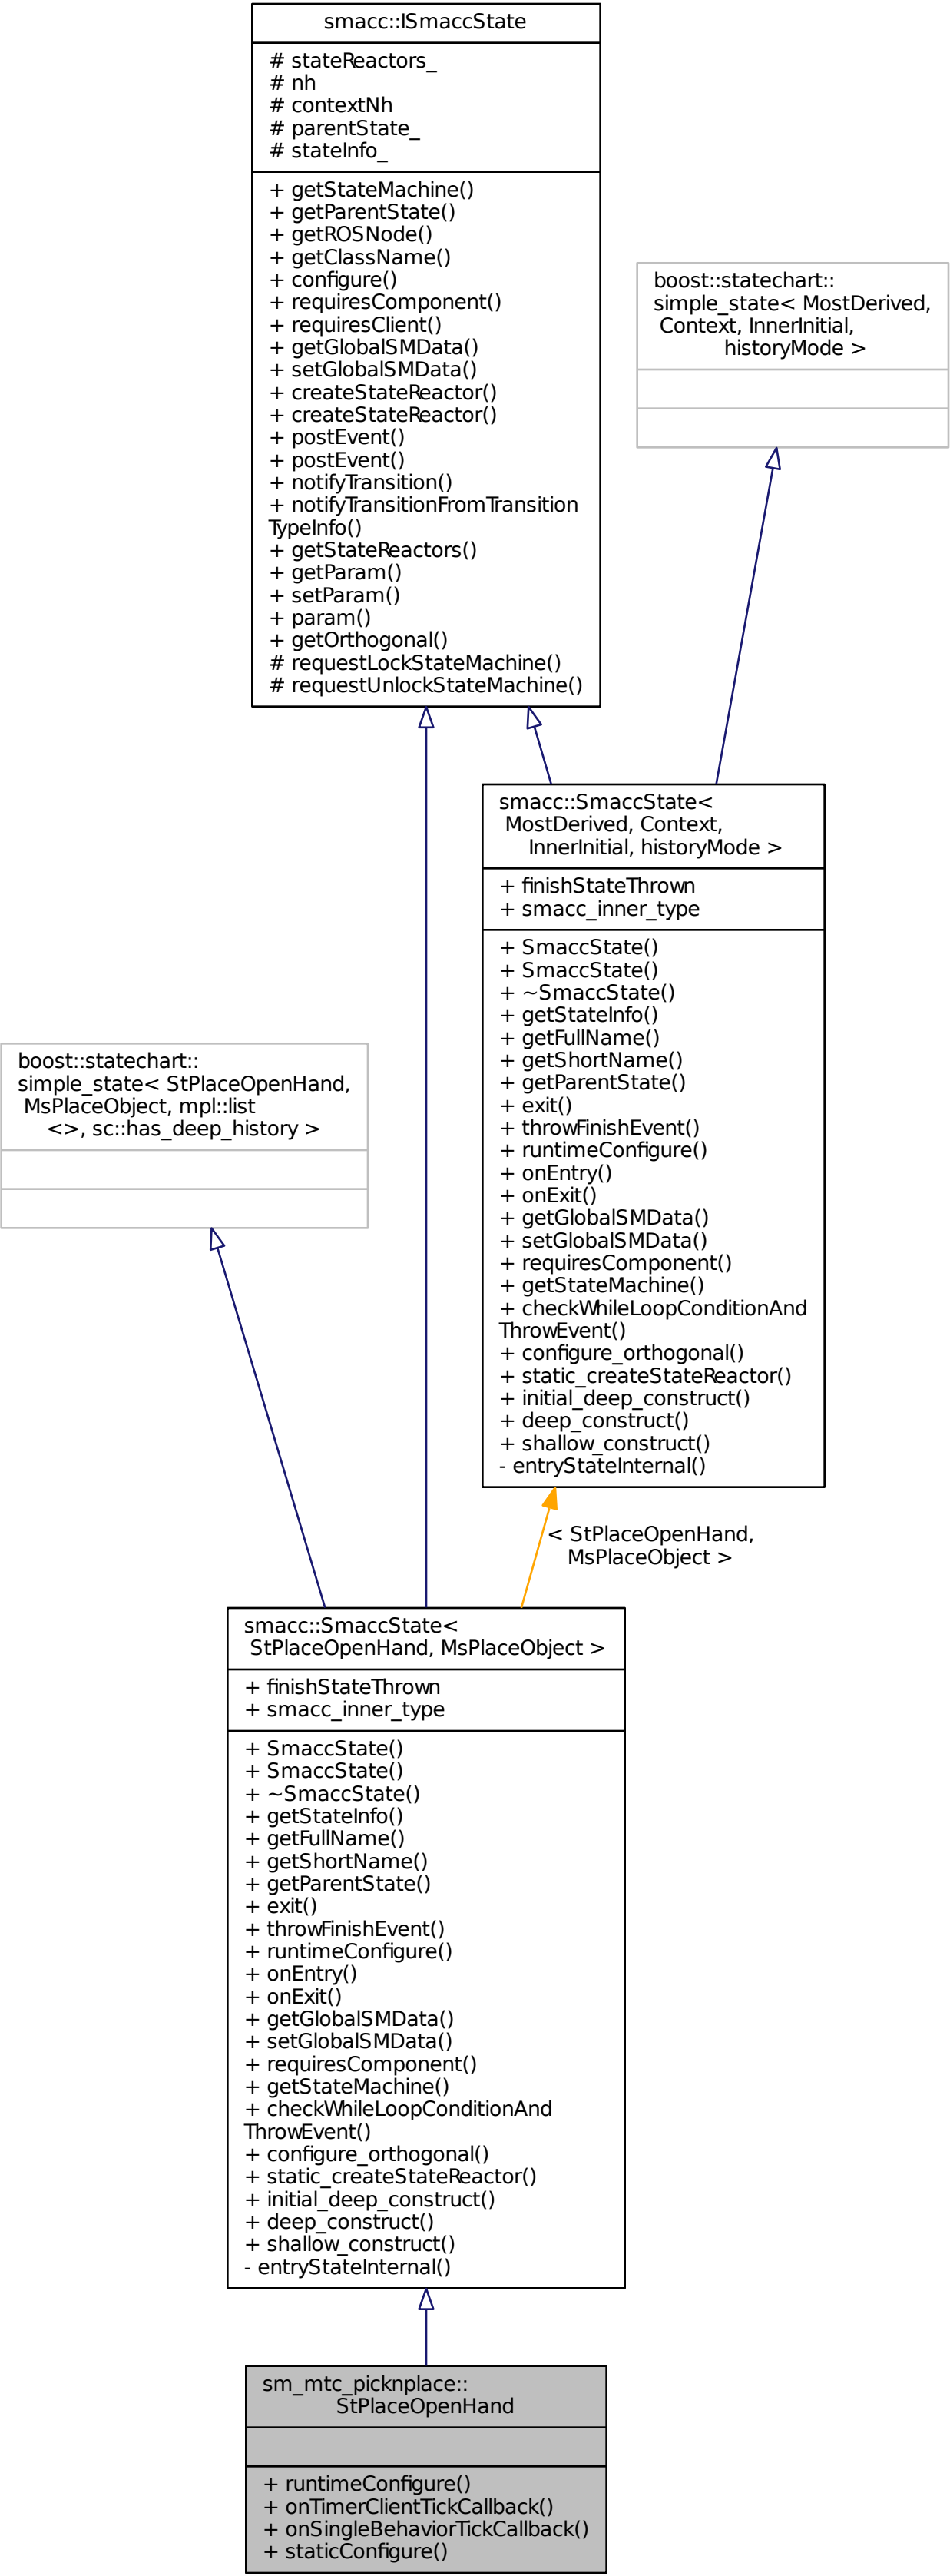 smacc::ISmaccState
# stateReactors_
# nh
# contextNh
# parentState_
# stateInfo_
+ getStateMachine()
+ getParentState()
+ getROSNode()
+ getClassName()
+ configure()
+ requiresComponent()
+ requiresClient()
+ getGlobalSMData()
+ setGlobalSMData()
+ createStateReactor()
+ createStateReactor()
+ postEvent()
+ postEvent()
+ notifyTransition()
+ notifyTransitionFromTransition
TypeInfo()
+ getStateReactors()
+ getParam()
+ setParam()
+ param()
+ getOrthogonal()
# requestLockStateMachine()
# requestUnlockStateMachine()
boost::statechart::
simple_state< MostDerived,
Context, InnerInitial,
historyMode >
smacc::SmaccState<
MostDerived, Context,
InnerInitial, historyMode >
+ finishStateThrown
+ smacc_inner_type
+ SmaccState()
+ SmaccState()
+ ~SmaccState()
+ getStateInfo()
+ getFullName()
+ getShortName()
+ getParentState()
+ exit()
+ throwFinishEvent()
+ runtimeConfigure()
+ onEntry()
+ onExit()
+ getGlobalSMData()
+ setGlobalSMData()
+ requiresComponent()
+ getStateMachine()
+ checkWhileLoopConditionAnd
ThrowEvent()
+ configure_orthogonal()
+ static_createStateReactor()
+ initial_deep_construct()
+ deep_construct()
+ shallow_construct()
- entryStateInternal()
boost::statechart::
simple_state< StPlaceOpenHand,
MsPlaceObject, mpl::list
<>, sc::has_deep_history >
< StPlaceOpenHand,
MsPlaceObject >
smacc::SmaccState<
StPlaceOpenHand, MsPlaceObject >
+ finishStateThrown
+ smacc_inner_type
+ SmaccState()
+ SmaccState()
+ ~SmaccState()
+ getStateInfo()
+ getFullName()
+ getShortName()
+ getParentState()
+ exit()
+ throwFinishEvent()
+ runtimeConfigure()
+ onEntry()
+ onExit()
+ getGlobalSMData()
+ setGlobalSMData()
+ requiresComponent()
+ getStateMachine()
+ checkWhileLoopConditionAnd
ThrowEvent()
+ configure_orthogonal()
+ static_createStateReactor()
+ initial_deep_construct()
+ deep_construct()
+ shallow_construct()
- entryStateInternal()
sm_mtc_picknplace::
StPlaceOpenHand
+ runtimeConfigure()
+ onTimerClientTickCallback()
+ onSingleBehaviorTickCallback()
+ staticConfigure()